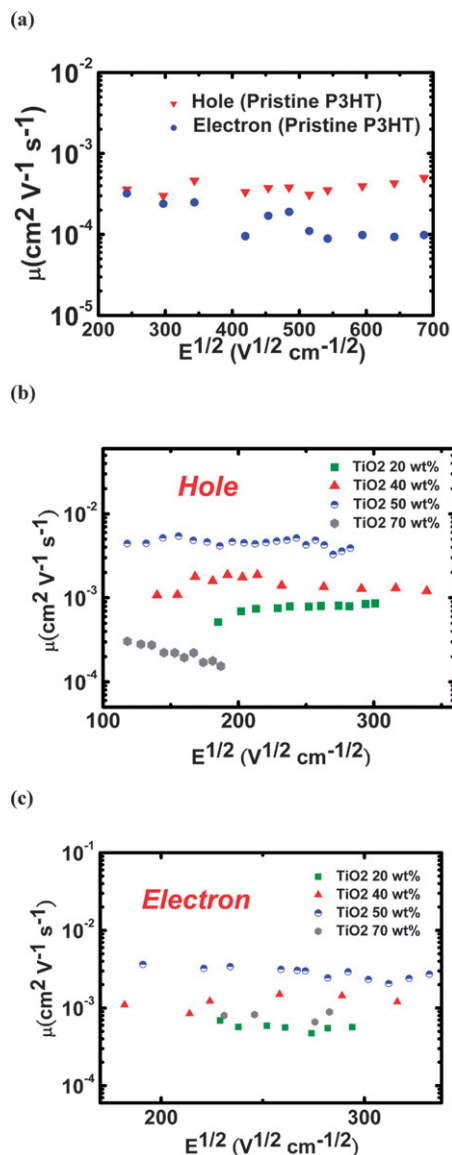 (a)
10-2
Hole (Pristine P3HT)
Electron (Pristine P3HT)
10-3
10-4
10-5
μ(cm2 V-1 s-1)
200 300 400 500 600 700
E1/2 (V1/2 cm-1/2)
(b)
Hole
TiO2 20 wt%
TiO2 40 wt%
TiO2 50 wt%
TiO2 70 wt%
10-2
10-3
10-4
μ(cm2 V-1 s-1)
100 200 300
E1/2 (V1/2 cm-1/2)
(c)
10-1
Electron
TiO2 20 wt%
TiO2 40 wt%
TiO2 50 wt%
TiO2 70 wt%
10-2
10-3
10-4
μ(cm2 V-1 s-1)
200 300
E1/2 (V1/2 cm-1/2)